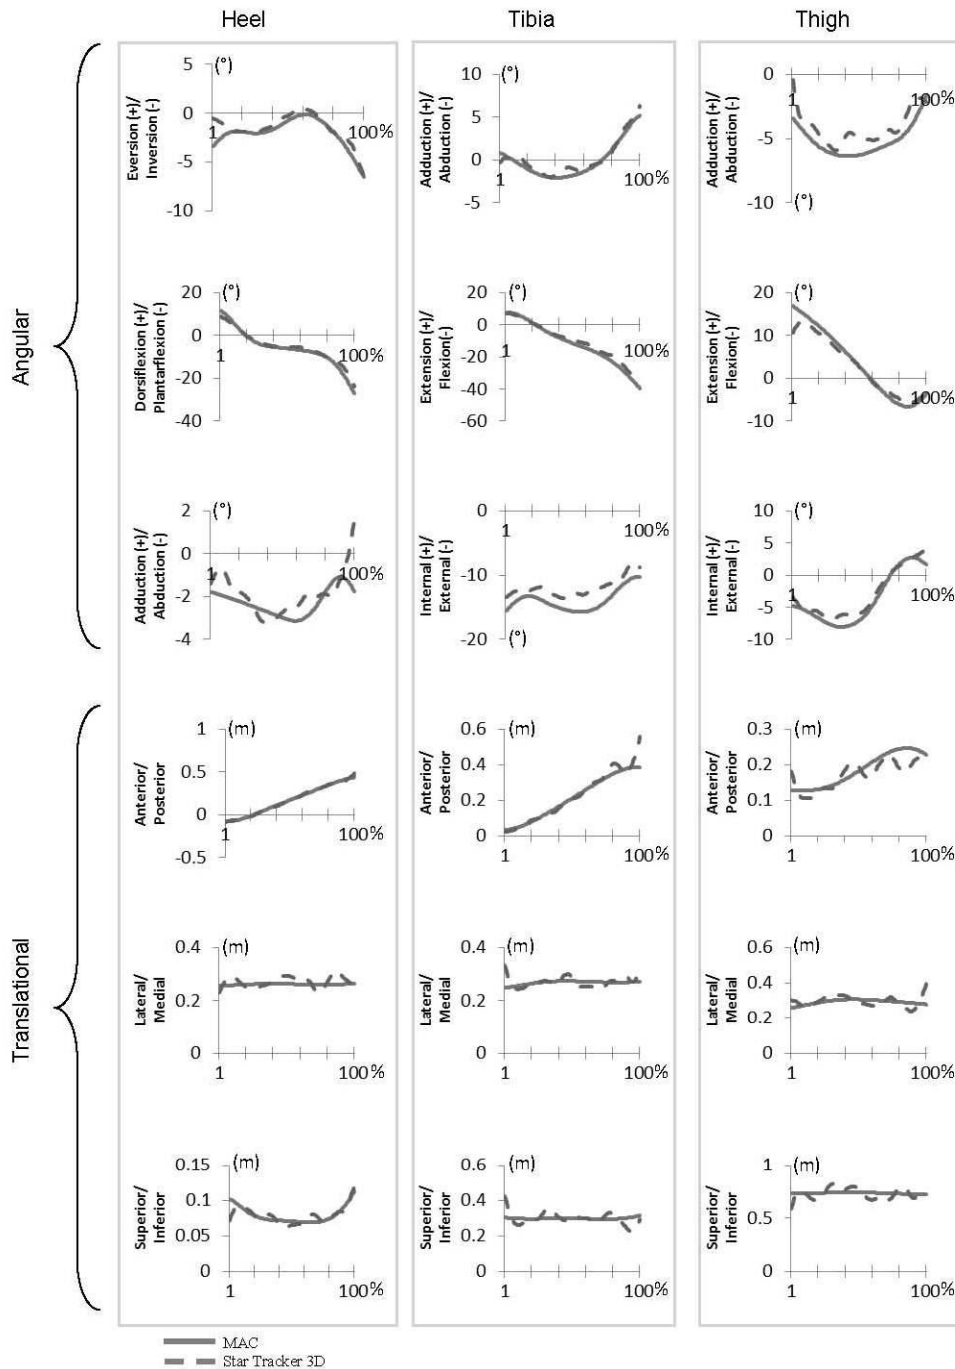 Heel Tibia Thigh
Angular
Eversion (+)/
Inversion (-)
5
0
-5
-10
(°)
1
100%
Adduction (+)/
Abduction (-)
10
5
0
-5
(°)
1
100%
Adduction (+)/
Abduction (-)
0
-5
-10
(°)
1
100%
Dorsiflexion (+)/
Plantarflexion (-)
20
0
-20
-40
(°)
1
100%
Extension (+)/
Flexion(-)
20
0
-20
-40
-60
(°)
1
100%
Extension (+)/
Flexion(-)
20
10
0
-10
(°)
1
100%
Adduction (+)/
Abduction (-)
2
0
-2
-4
(°)
1
100%
Internal (+)/
External (-)
0
-10
-20
(°)
1
100%
Internal (+)/
External (-)
10
5
0
-5
-10
(°)
1
100%
Translational
Anterior/
Posterior
1
0.5
0
-0.5
(m)
1
100%
Anterior/
Posterior
0.6
0.4
0.2
0
(m)
1
100%
Anterior/
Posterior
0.3
0.2
0.1
0
(m)
1
100%
Lateral/
Medial
0.4
0.2
0
(m)
1
100%
Lateral/
Medial
0.4
0.2
0
(m)
1
100%
Lateral/
Medial
0.6
0.4
0.2
0
(m)
1
100%
Superior/
Inferior
0.15
0.1
0.05
0
(m)
1
100%
Superior/
Inferior
0.6
0.4
0.2
0
(m)
1
100%
Superior/
Inferior
1
0.5
0
(m)
1
100%
MAC
Star Tracker 3D